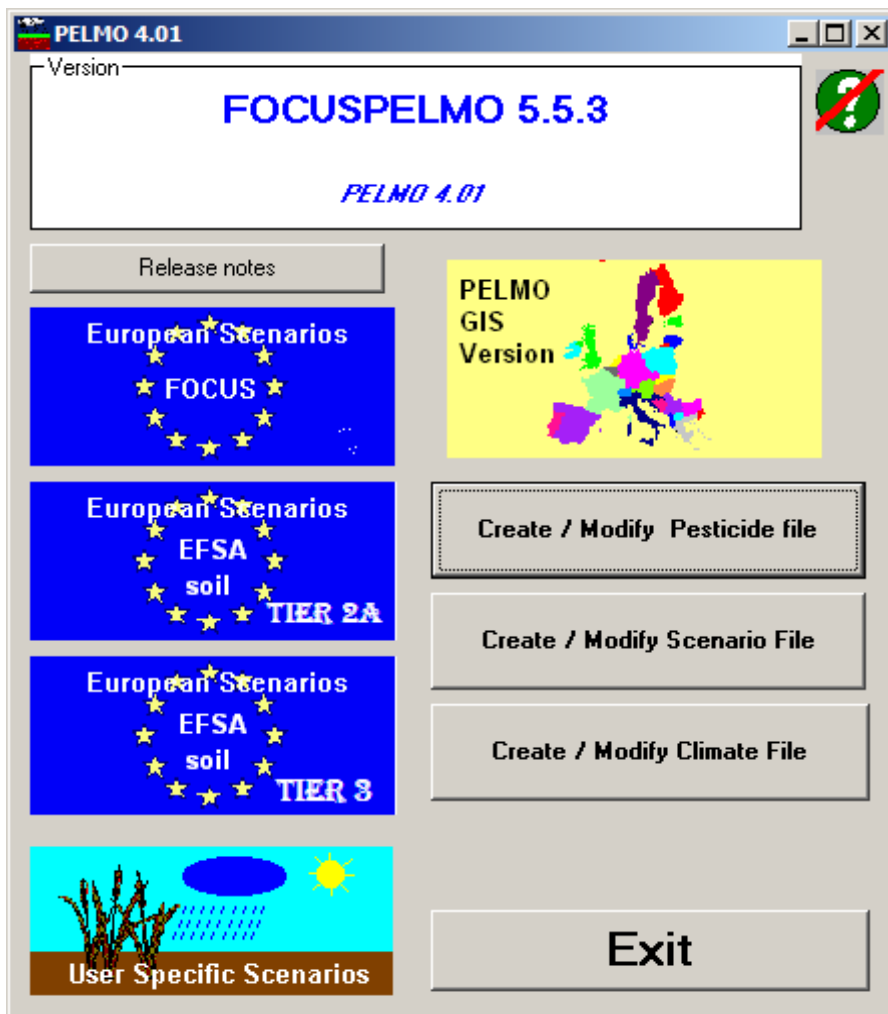 PELMO 4.01
Version
FOCUSPELMO 5.5.3
PELMO 4.01
?
Release notes
European Scenarios
FOCUS
PELMO
GIS
Version
European Scenarios
EFSA
soil
TIER 2A
Create / Modify Pesticide file
Create / Modify Scenario File
European Scenarios
EFSA
soil
TIER 3
Create / Modify Climate File
User Specific Scenarios
Exit